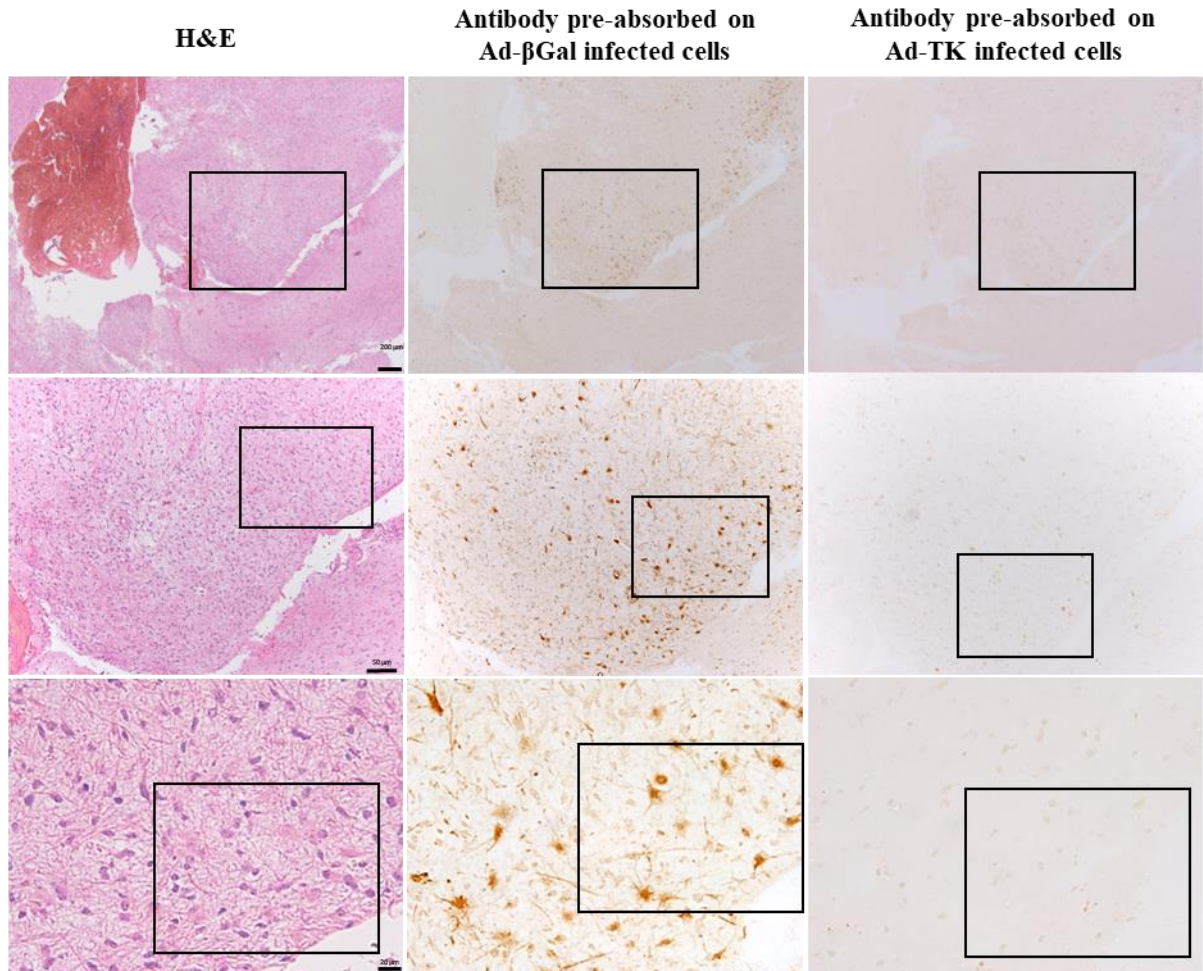 H&E
Antibody pre-absorbed on
Ad-βGal infected cells
Antibody pre-absorbed on
Ad-TK infected cells
200 µm
50 µm
20 µm